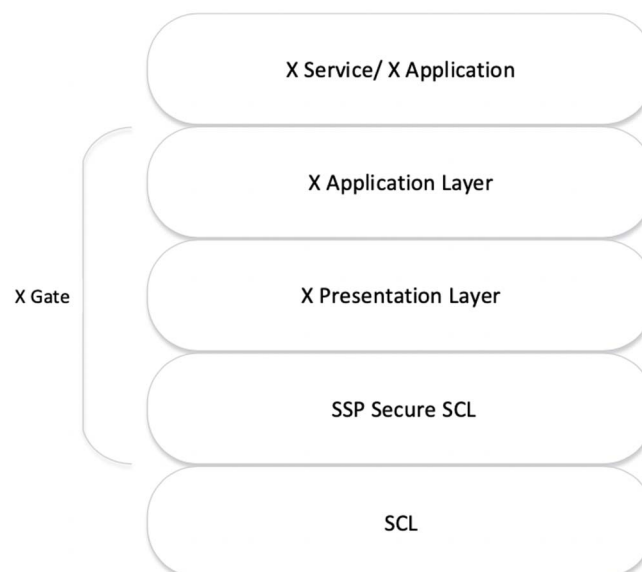 X Service/ X Application
X Application Layer
X Gate
X Presentation Layer
SSP Secure SCL
SCL